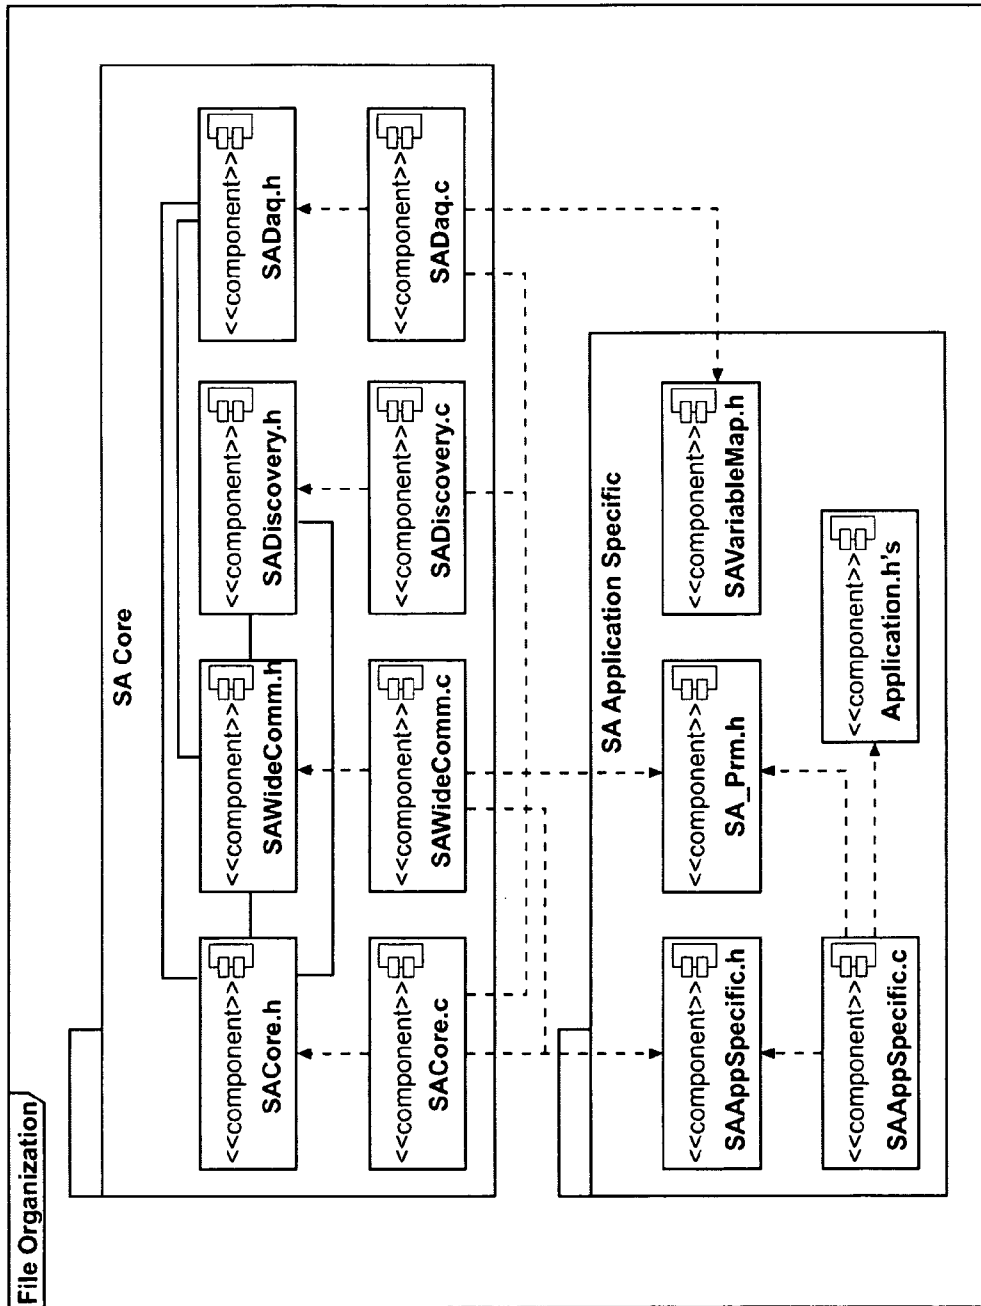 File Organization
SA Core
<<component>>
SACore.h
<<component>>
SAWideComm.h
<<component>>
SADiscovery.h
<<component>>
SADaq.h
<<component>>
SACore.c
<<component>>
SAWideComm.c
<<component>>
SADiscovery.c
<<component>>
SADaq.c
SA Application Specific
<<component>>
SAAppSpecific.h
<<component>>
SA_Prm.h
<<component>>
SAVariableMap.h
<<component>>
SAAppSpecific.c
<<component>>
Application.h's